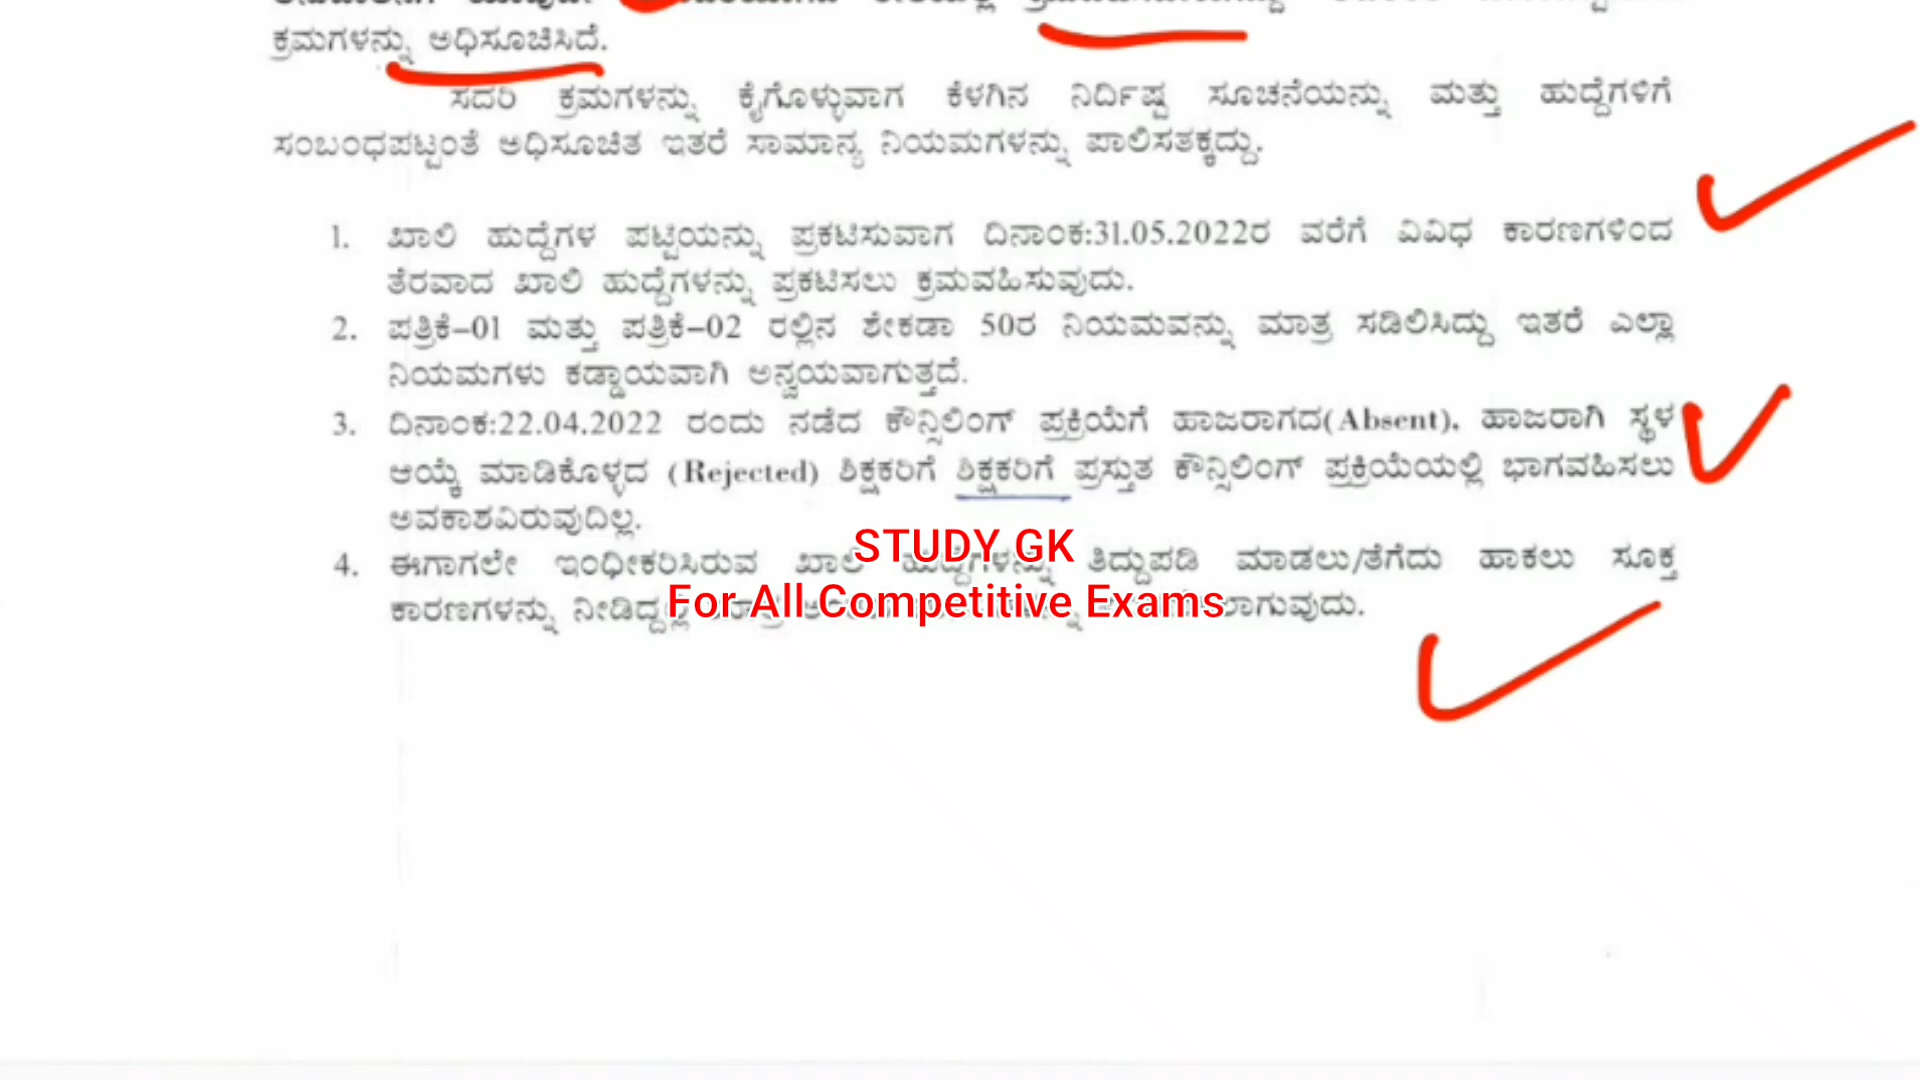 ಕ್ರಮಗಳನ್ನು ಅಧಿಸೂಚಿಸಿದೆ.
ಸದರಿ ಕ್ರಮಗಳನ್ನು ಕೈಗೊಳ್ಳುವಾಗ ಕೆಳಗಿನ ನಿರ್ದಿಷ್ಟ ಸೂಚನೆಯನ್ನು ಮತ್ತು ಹುದ್ದೆಗಳಿಗೆ
ಸಂಬಂಧಪಟ್ಟಂತೆ ಅಧಿಸೂಚಿತ ಇತರೆ ಸಾಮಾನ್ಯ ನಿಯಮಗಳನ್ನು ಪಾಲಿಸತಕ್ಕದ್ದು.
1. ಖಾಲಿ ಹುದ್ದೆಗಳ ಪಟ್ಟಿಯನ್ನು ಪ್ರಕಟಿಸುವಾಗ ದಿನಾಂಕ:31.05.2022ರ ವರೆಗೆ ವಿವಿಧ ಕಾರಣಗಳಿಂದ
ತೆರವಾದ ಖಾಲಿ ಹುದ್ದೆಗಳನ್ನು ಪ್ರಕಟಿಸಲು ಕ್ರಮವಹಿಸುವುದು.
2. ಪತ್ರಿಕೆ–01 ಮತ್ತು ಪತ್ರಿಕೆ–02 ರಲ್ಲಿನ ಶೇಕಡಾ 50ರ ನಿಯಮವನ್ನು ಮಾತ್ರ ಸಡಿಲಿಸಿದ್ದು ಇತರೆ ಎಲ್ಲಾ
ನಿಯಮಗಳು ಕಡ್ಡಾಯವಾಗಿ ಅನ್ವಯವಾಗುತ್ತದೆ.
3. ದಿನಾಂಕ:22.04.2022 ರಂದು ನಡೆದ ಕೌನ್ಸಿಲಿಂಗ್ ಪ್ರಕ್ರಿಯೆಗೆ ಹಾಜರಾಗದ(Absent), ಹಾಜರಾಗಿ ಸ್ಥಳ
ಆಯ್ಕೆ ಮಾಡಿಕೊಳ್ಳದ (Rejected) ಶಿಕ್ಷಕರಿಗೆ ಶಿಕ್ಷಕರಿಗೆ ಪ್ರಸ್ತುತ ಕೌನ್ಸಿಲಿಂಗ್ ಪ್ರಕ್ರಿಯೆಯಲ್ಲಿ ಭಾಗವಹಿಸಲು
ಅವಕಾಶವಿರುವುದಿಲ್ಲ.
STUDY GK
4. ಈಗಾಗಲೇ ಇಂಧೀಕರಿಸಿರುವ ಖಾಲಿ ಹುದ್ದೆಗಳನ್ನು ತಿದ್ದುಪಡಿ ಮಾಡಲು/ತೆಗೆದು ಹಾಕಲು ಸೂಕ್ತ
For All Competitive Exams
ಕಾರಣಗಳನ್ನು ನೀಡಿದ್ದಲ್ಲಿ